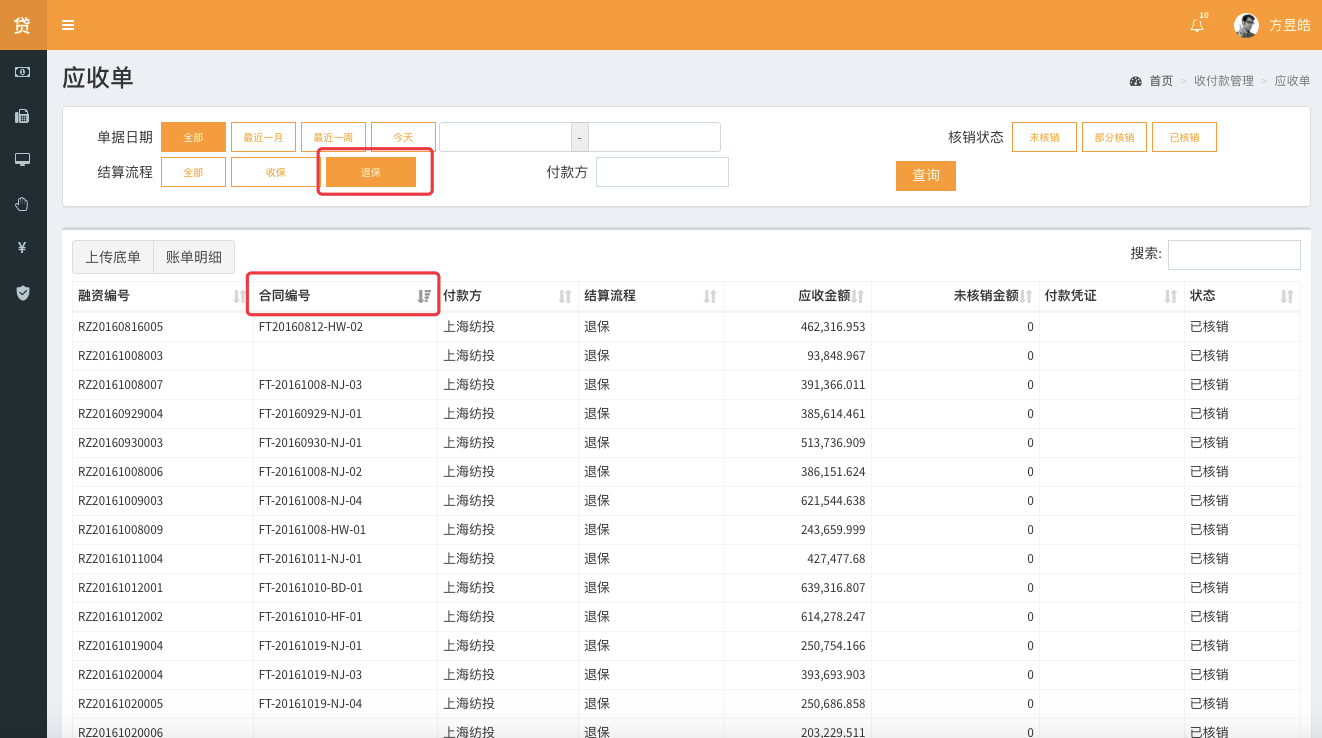 贷
10
方昱皓
应收单
首页 > 收付款管理 > 应收单
单据日期 全部 最近一月 最近一周 今天 - 核销状态 未核销 部分核销 已核销
结算流程 全部 收保 退保 付款方 查询
上传底单 账单明细 搜索:
融资编号 合同编号 付款方 结算流程 应收金额 未核销金额 付款凭证 状态
RZ20160816005 FT20160812-HW-02 上海纺投 退保 462,316.953 0 已核销
RZ20161008003 上海纺投 退保 93,848.967 0 已核销
RZ20161008007 FT-20161008-NJ-03 上海纺投 退保 391,366.011 0 已核销
RZ20160929004 FT-20160929-NJ-01 上海纺投 退保 385,614.461 0 已核销
RZ20160930003 FT-20160930-NJ-01 上海纺投 退保 513,736.909 0 已核销
RZ20161008006 FT-20161008-NJ-02 上海纺投 退保 386,151.624 0 已核销
RZ20161009003 FT-20161008-NJ-04 上海纺投 退保 621,544.638 0 已核销
RZ20161008009 FT-20161008-HW-01 上海纺投 退保 243,659.999 0 已核销
RZ20161011004 FT-20161011-NJ-01 上海纺投 退保 427,477.68 0 已核销
RZ20161012001 FT-20161010-BD-01 上海纺投 退保 639,316.807 0 已核销
RZ20161012002 FT-20161010-HF-01 上海纺投 退保 614,278.247 0 已核销
RZ20161019004 FT-20161019-NJ-01 上海纺投 退保 250,754.166 0 已核销
RZ20161020004 FT-20161019-NJ-03 上海纺投 退保 393,693.903 0 已核销
RZ20161020005 FT-20161019-NJ-04 上海纺投 退保 250,686.858 0 已核销
RZ20161020006 上海纺投 退保 203,229.511 0 已核销